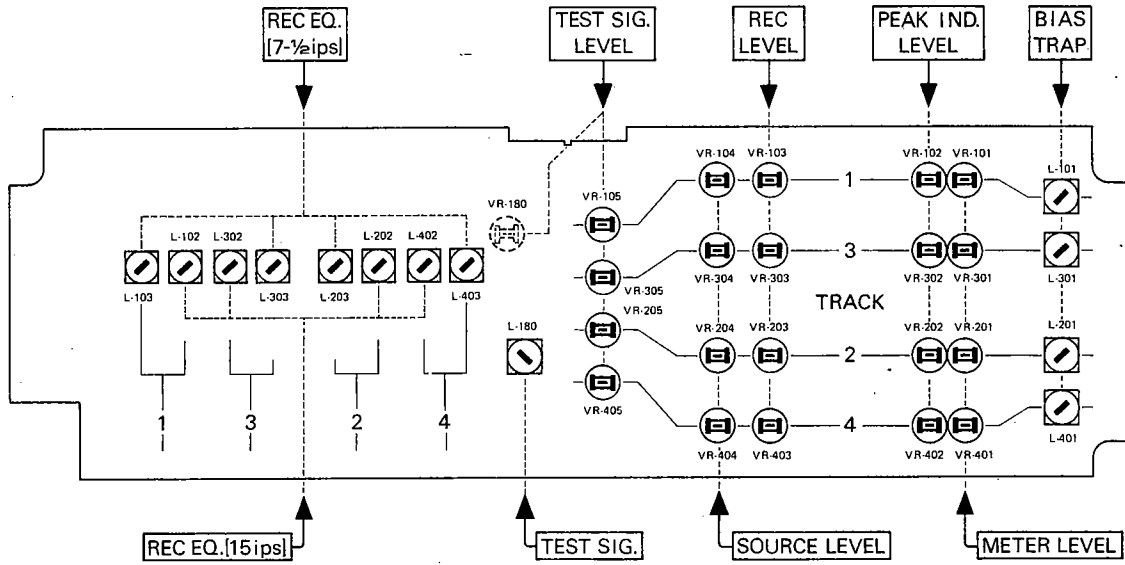 REC EQ.
[7-½ips]
TEST SIG.
LEVEL
REC
LEVEL
PEAK IND.
LEVEL
BIAS
TRAP
VR-104 VR-103 VR-102 VR-101 L-101
1
VR-180 VR-105
L-102 L-302 L-202 L-402
3
L-103 L-303 L-203 L-403
VR-305 VR-304 VR-303 VR-302 VR-301 L-301
TRACK
VR-205
L-180 VR-204 VR-203 VR-202 VR-201 L-201
2
VR-405
1 3 2 4
4
VR-404 VR-403 VR-402 VR-401 L-401
REC EQ.[15ips]
TEST SIG.
SOURCE LEVEL
METER LEVEL